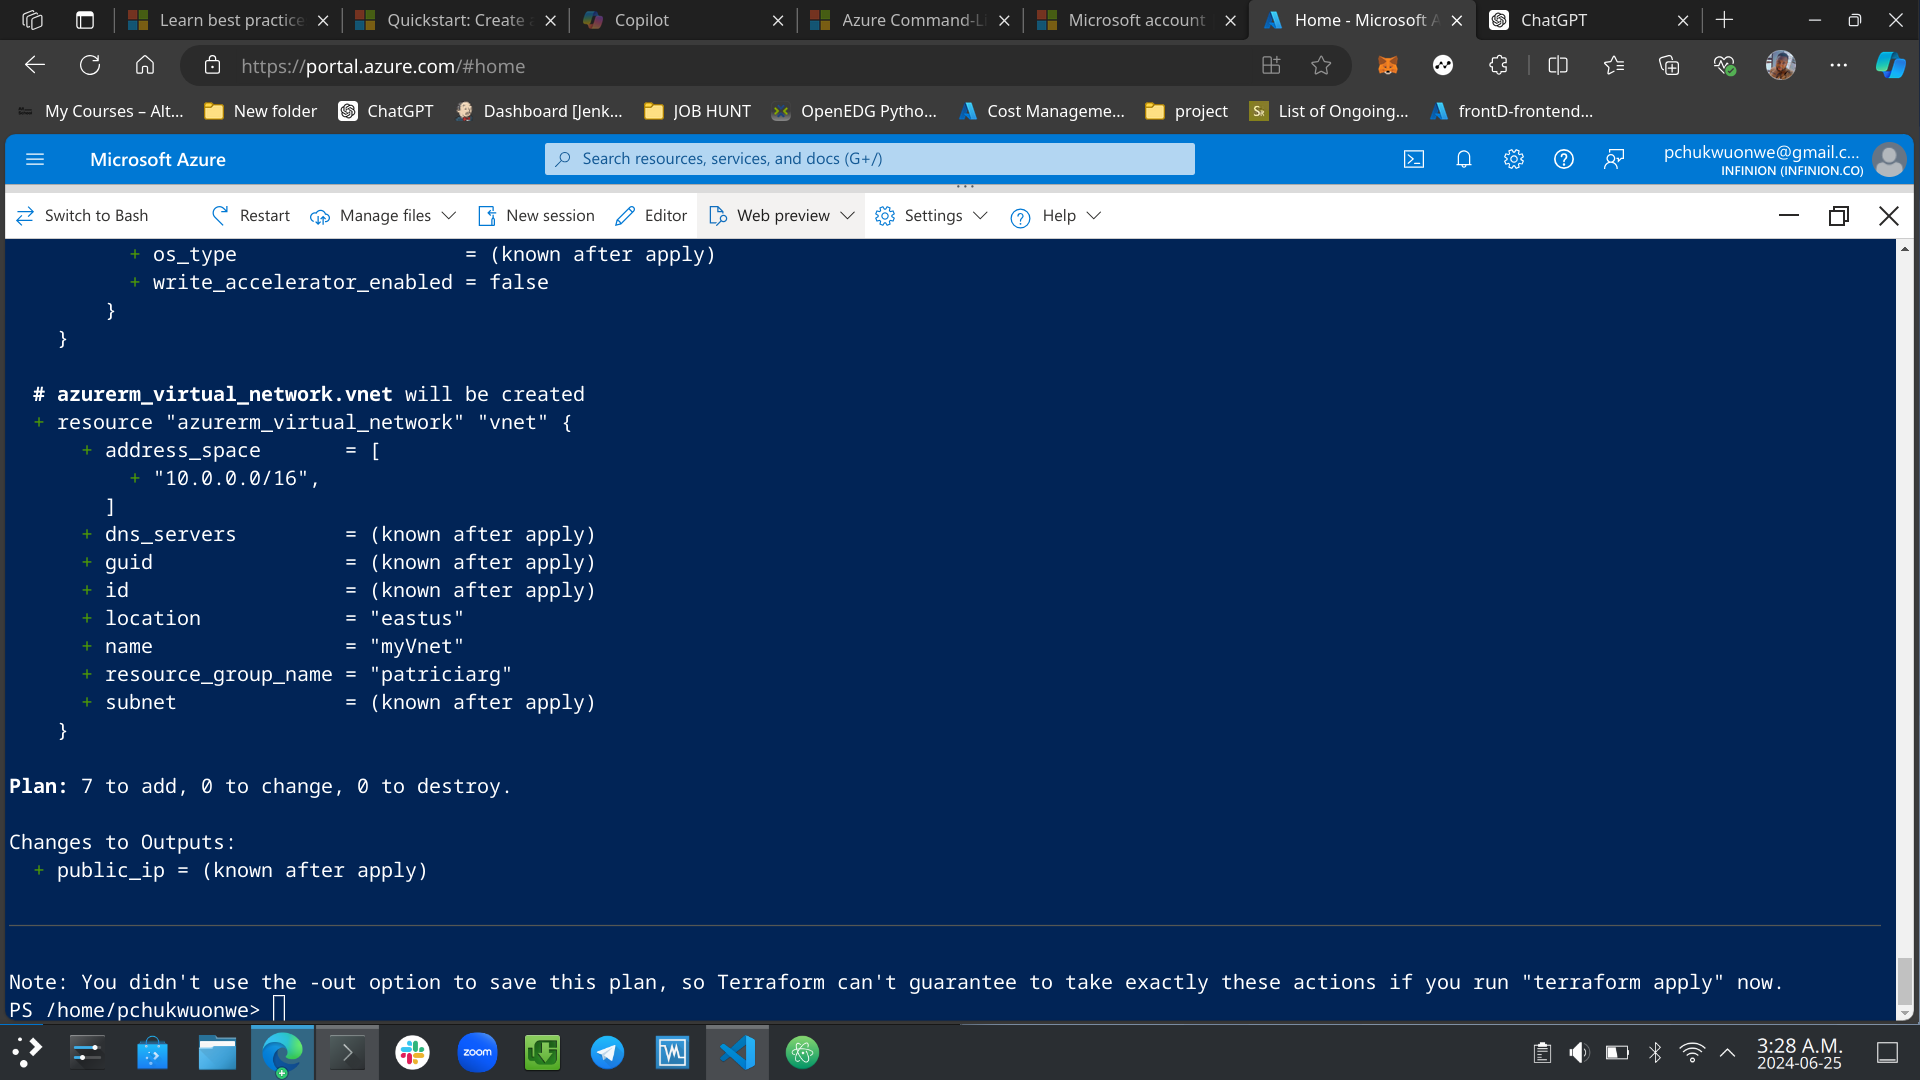 Learn best practice
Quickstart: Create
Copilot
Azure Command-Li
Microsoft account
Home - Microsoft A
ChatGPT
https://portal.azure.com/#home
My Courses – Alt...
New folder
ChatGPT
Dashboard [Jenk...
JOB HUNT
OpenEDG Pytho...
Cost Manageme...
project
List of Ongoing...
frontD-frontend...
Microsoft Azure
Search resources, services, and docs (G+/)
pchukwuonwe@gmail.c...
INFINION (INFINION.CO)
Switch to Bash
Restart
Manage files
New session
Editor
Web preview
Settings
Help
+ os_type = (known after apply)
+ write_accelerator_enabled = false
}
}
# azurerm_virtual_network.vnet will be created
+ resource "azurerm_virtual_network" "vnet" {
+ address_space = [
+ "10.0.0.0/16",
]
+ dns_servers = (known after apply)
+ guid = (known after apply)
+ id = (known after apply)
+ location = "eastus"
+ name = "myVnet"
+ resource_group_name = "patriciarg"
+ subnet = (known after apply)
}
Plan: 7 to add, 0 to change, 0 to destroy.
Changes to Outputs:
+ public_ip = (known after apply)
Note: You didn't use the -out option to save this plan, so Terraform can't guarantee to take exactly these actions if you run "terraform apply" now.
PS /home/pchukwuonwe>
zoom
3:28 A.M.
2024-06-25